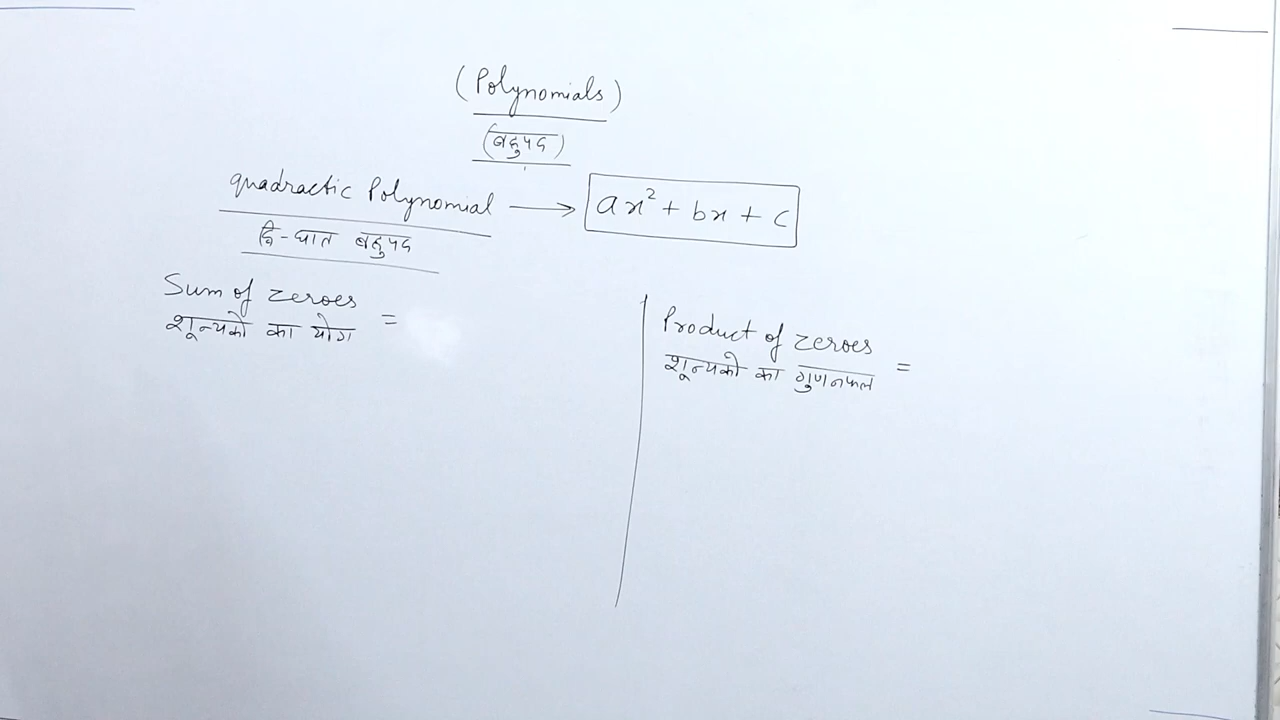 (Polynomials)
(बहुपद)
quadractic Polynomial → ax² + bx + c
द्वि-घात बहुपद
Sum of zeroes
शून्यको का योग =
Product of zeroes
शून्यको का गुणनफल =